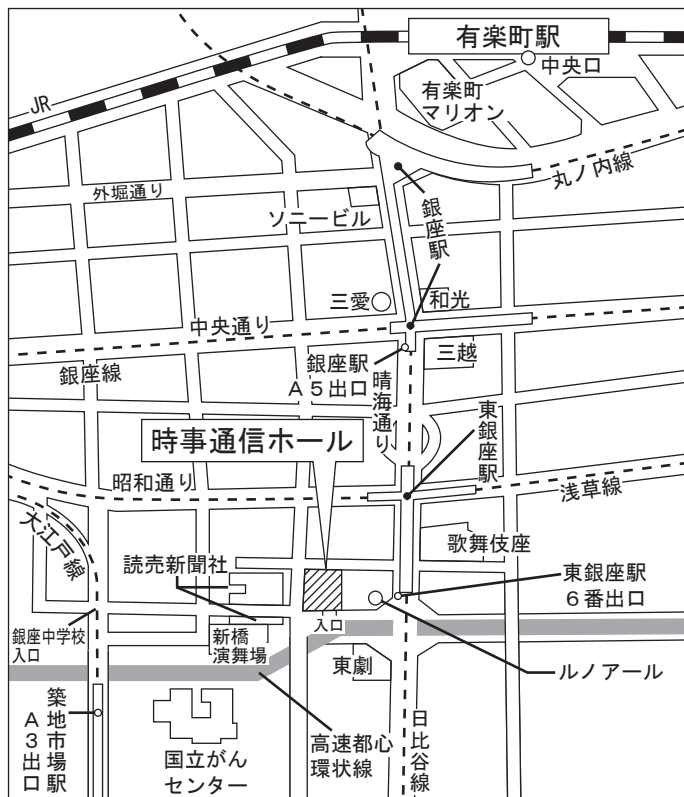 有楽町駅
中央口
JR
有楽町
マリオン
丸ノ内線
外堀通り
ソニービル
銀座駅
三愛
和光
中央通り
銀座線
銀座駅
A5出口
三越
晴海通り
時事通信ホール
東銀座駅
昭和通り
浅草線
大江戸線
読売新聞社
歌舞伎座
東銀座駅
6番出口
入口
銀座中学校
入口
新橋
演舞場
東劇
ルノアール
築地市場駅
A3出口
国立がん
センター
高速都心
環状線
日比谷線